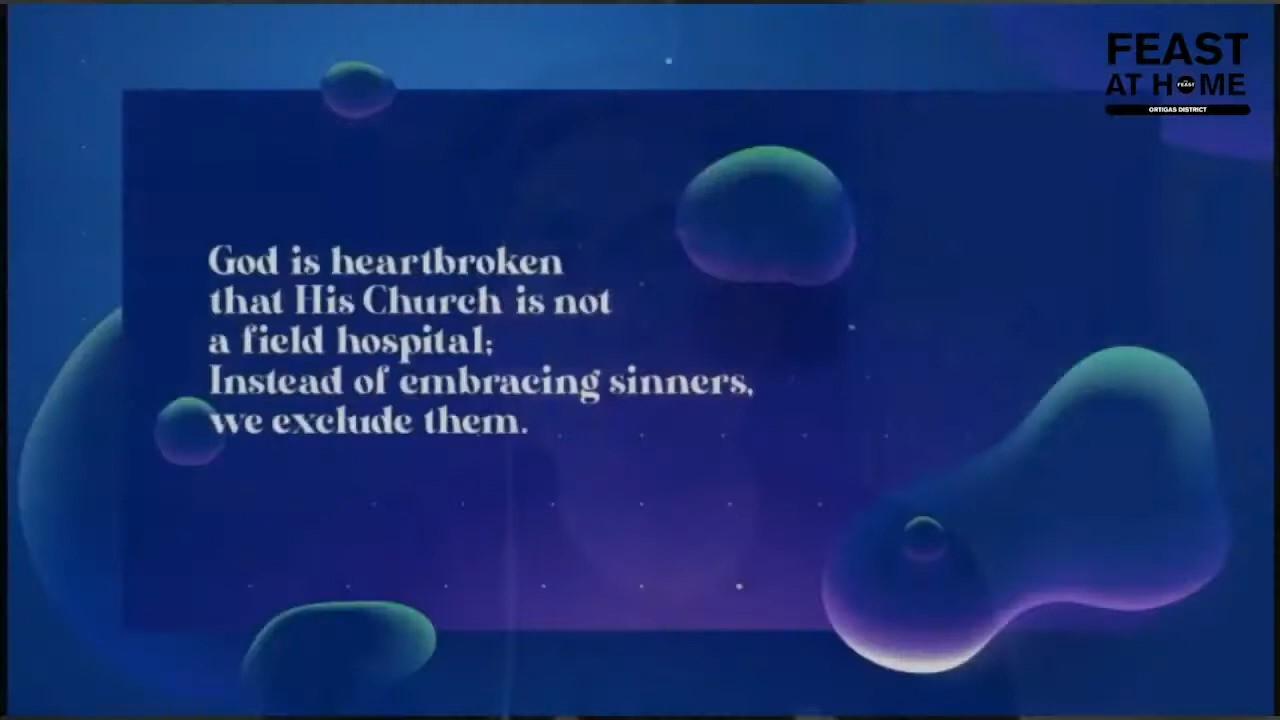 FEAST
AT HOME
FEAST
ORTIGAS DISTRICT
God is heartbroken
that His Church is not
a field hospital;
Instead of embracing sinners,
we exclude them.